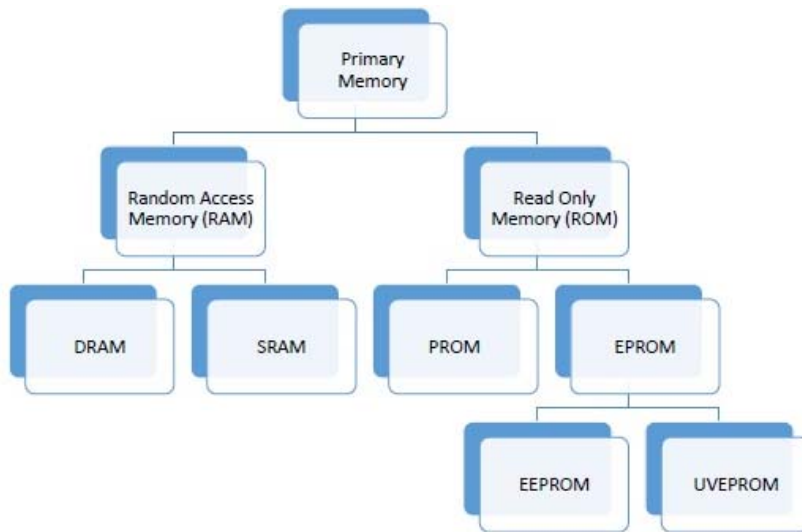 Primary
Memory
Random Access
Memory (RAM)
Read Only
Memory (ROM)
DRAM
SRAM
PROM
EPROM
EEPROM
UVEPROM